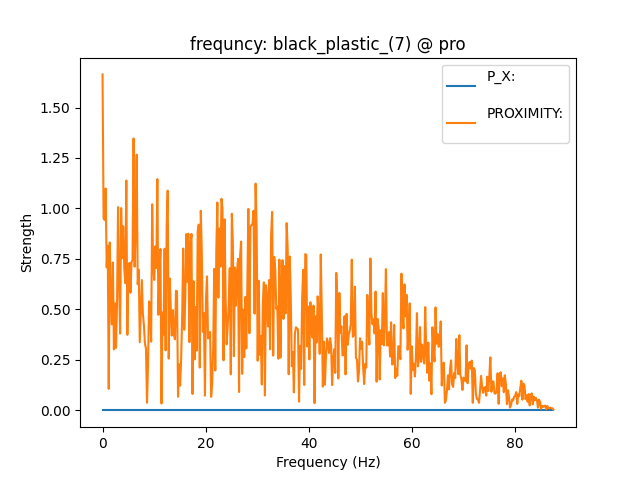 frequncy: black_plastic_(7) @ pro
P_X:
PROXIMITY:
Strength
1.50
1.25
1.00
0.75
0.50
0.25
0.00
0 20 40 60 80
Frequency (Hz)